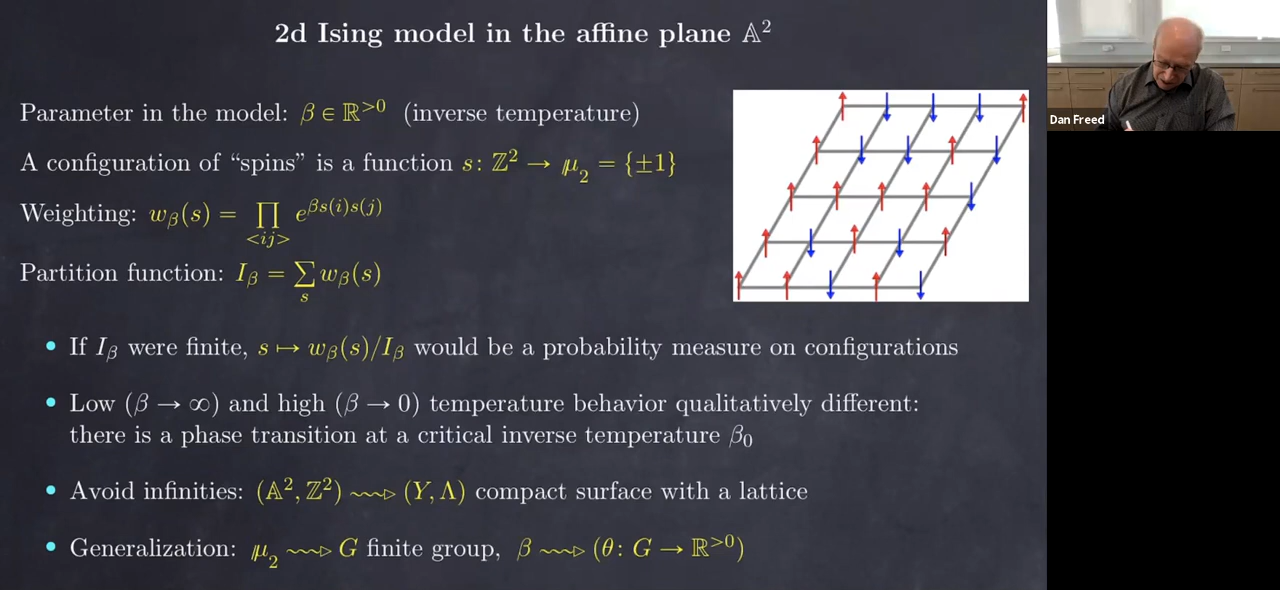 2d Ising model in the affine plane 𝔸²
Parameter in the model: β ∈ ℝ^{>0} (inverse temperature)
A configuration of “spins” is a function s: ℤ² → μ₂ = {±1}
Weighting: w_β(s) = ∏_{<ij>} e^{βs(i)s(j)}
Partition function: I_β = ∑_s w_β(s)
• If I_β were finite, s ↦ w_β(s)/I_β would be a probability measure on configurations
• Low (β → ∞) and high (β → 0) temperature behavior qualitatively different:
there is a phase transition at a critical inverse temperature β₀
• Avoid infinities: (𝔸², ℤ²) ⇝ (Y, Λ) compact surface with a lattice
• Generalization: μ₂ ⇝ G finite group, β ⇝ (θ: G → ℝ^{>0})
Dan Freed